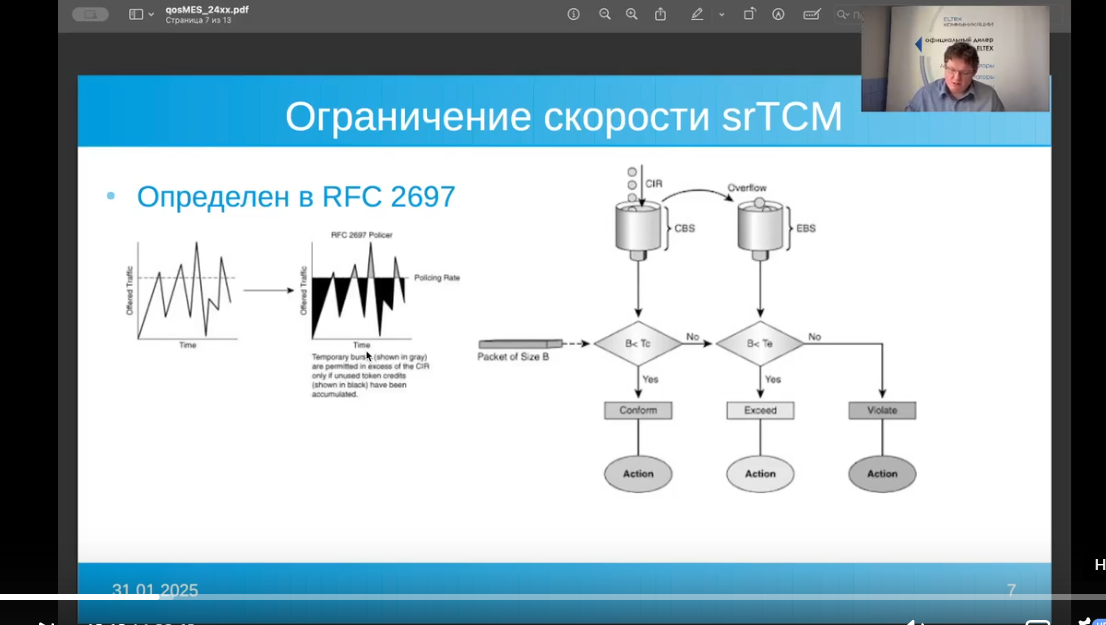 qosMES_24xx.pdf
Страница 7 из 13
ELTEX
официальный дилер
ELTEX
Ограничение скорости srTCM
• Определен в RFC 2697
RFC 2697 Policer
Offered Traffic
Time
Offered Traffic
Policing Rate
Time
Temporary bursts (shown in gray)
are permitted in excess of the CIR
only if unused token credits
(shown in black) have been
accumulated.
CIR
Overflow
CBS
EBS
Packet of Size B
B< Tc
No
B< Te
No
Yes
Yes
Conform
Exceed
Violate
Action
Action
Action
31.01.2025
7